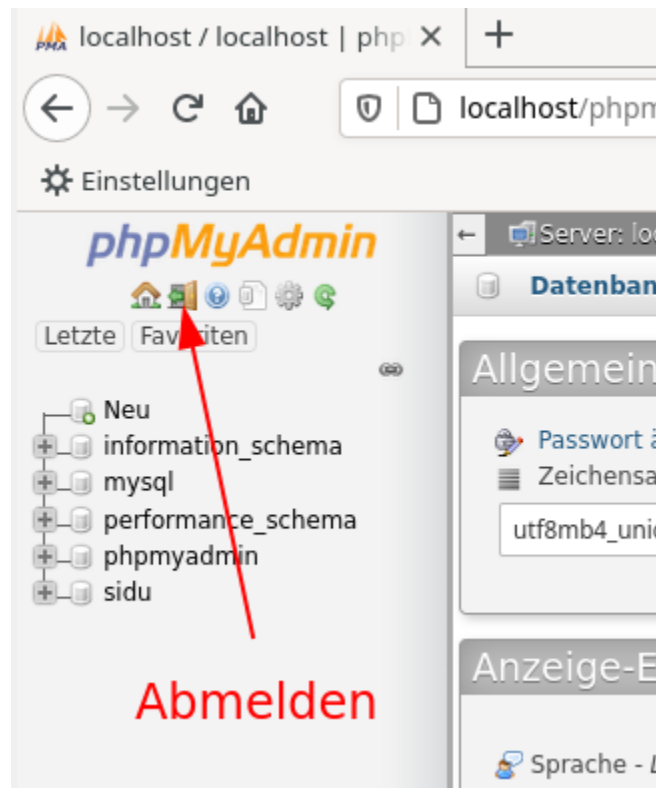 localhost / localhost | php
localhost/phpm
Einstellungen
phpMyAdmin
Server: lo
Datenban
Letzte Favoriten
Allgemein
Neu
information_schema
Passwort ä
mysql
Zeichensa
performance_schema
utf8mb4_unic
phpmyadmin
sidu
Anzeige-E
Abmelden
Sprache - L